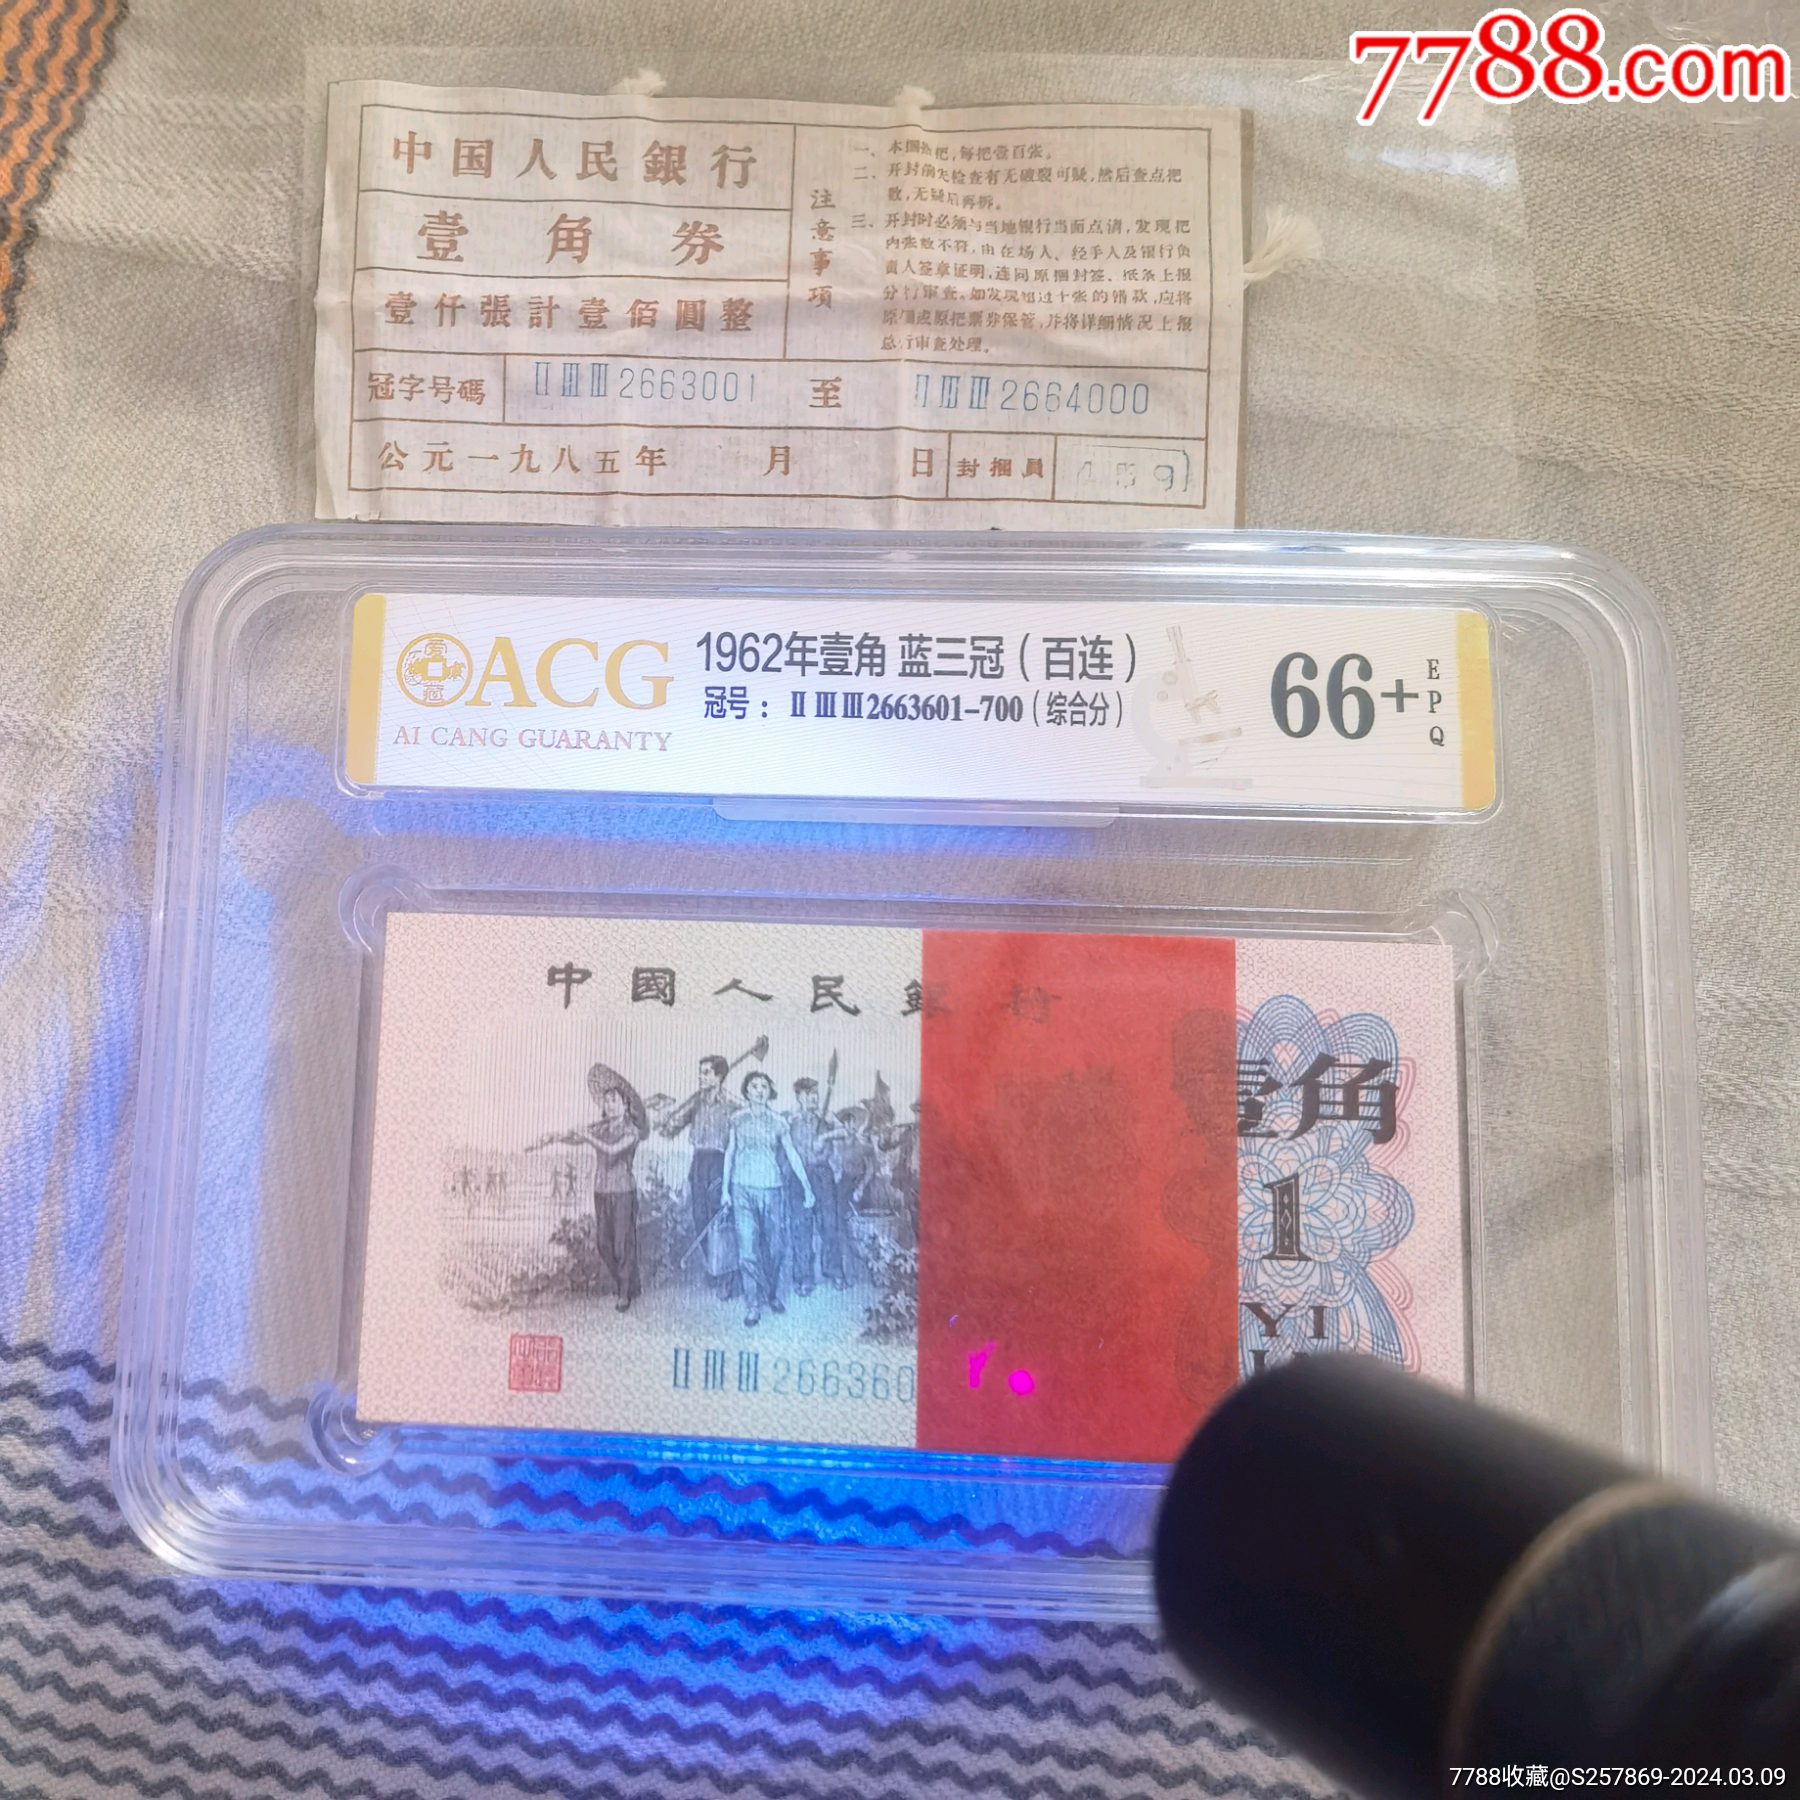 7788.com
中国人民銀行
壹角券
壹仟張計壹佰圓整
注意事項
一、本捆拾把,每把壹百张。
二、开封前先检查有无破裂可疑,然后查点把
数,无疑后再拆。
三、开封时必须与当地银行当面点清,发现把
内张数不符,由在场人、经手人及银行负
责人签章证明,连同原捆封签、纸条上报
分行审查。如发现超过十张的错款,应将
原捆或原把票券保管,并将详细情况上报
总行审查处理。
冠字号碼 ⅡⅢⅢ2663001 至 ⅡⅢⅢ2664000
公元一九八五年 月 日 封捆員 459
ACG
AI CANG GUARANTY
1962年壹角 蓝三冠(百连)
冠号:ⅡⅢⅢ2663601-700(综合分)
66+
EPQ
中國人民銀行
壹角
1
YI
ⅡⅢⅢ266360
7788收藏@S257869-2024.03.09